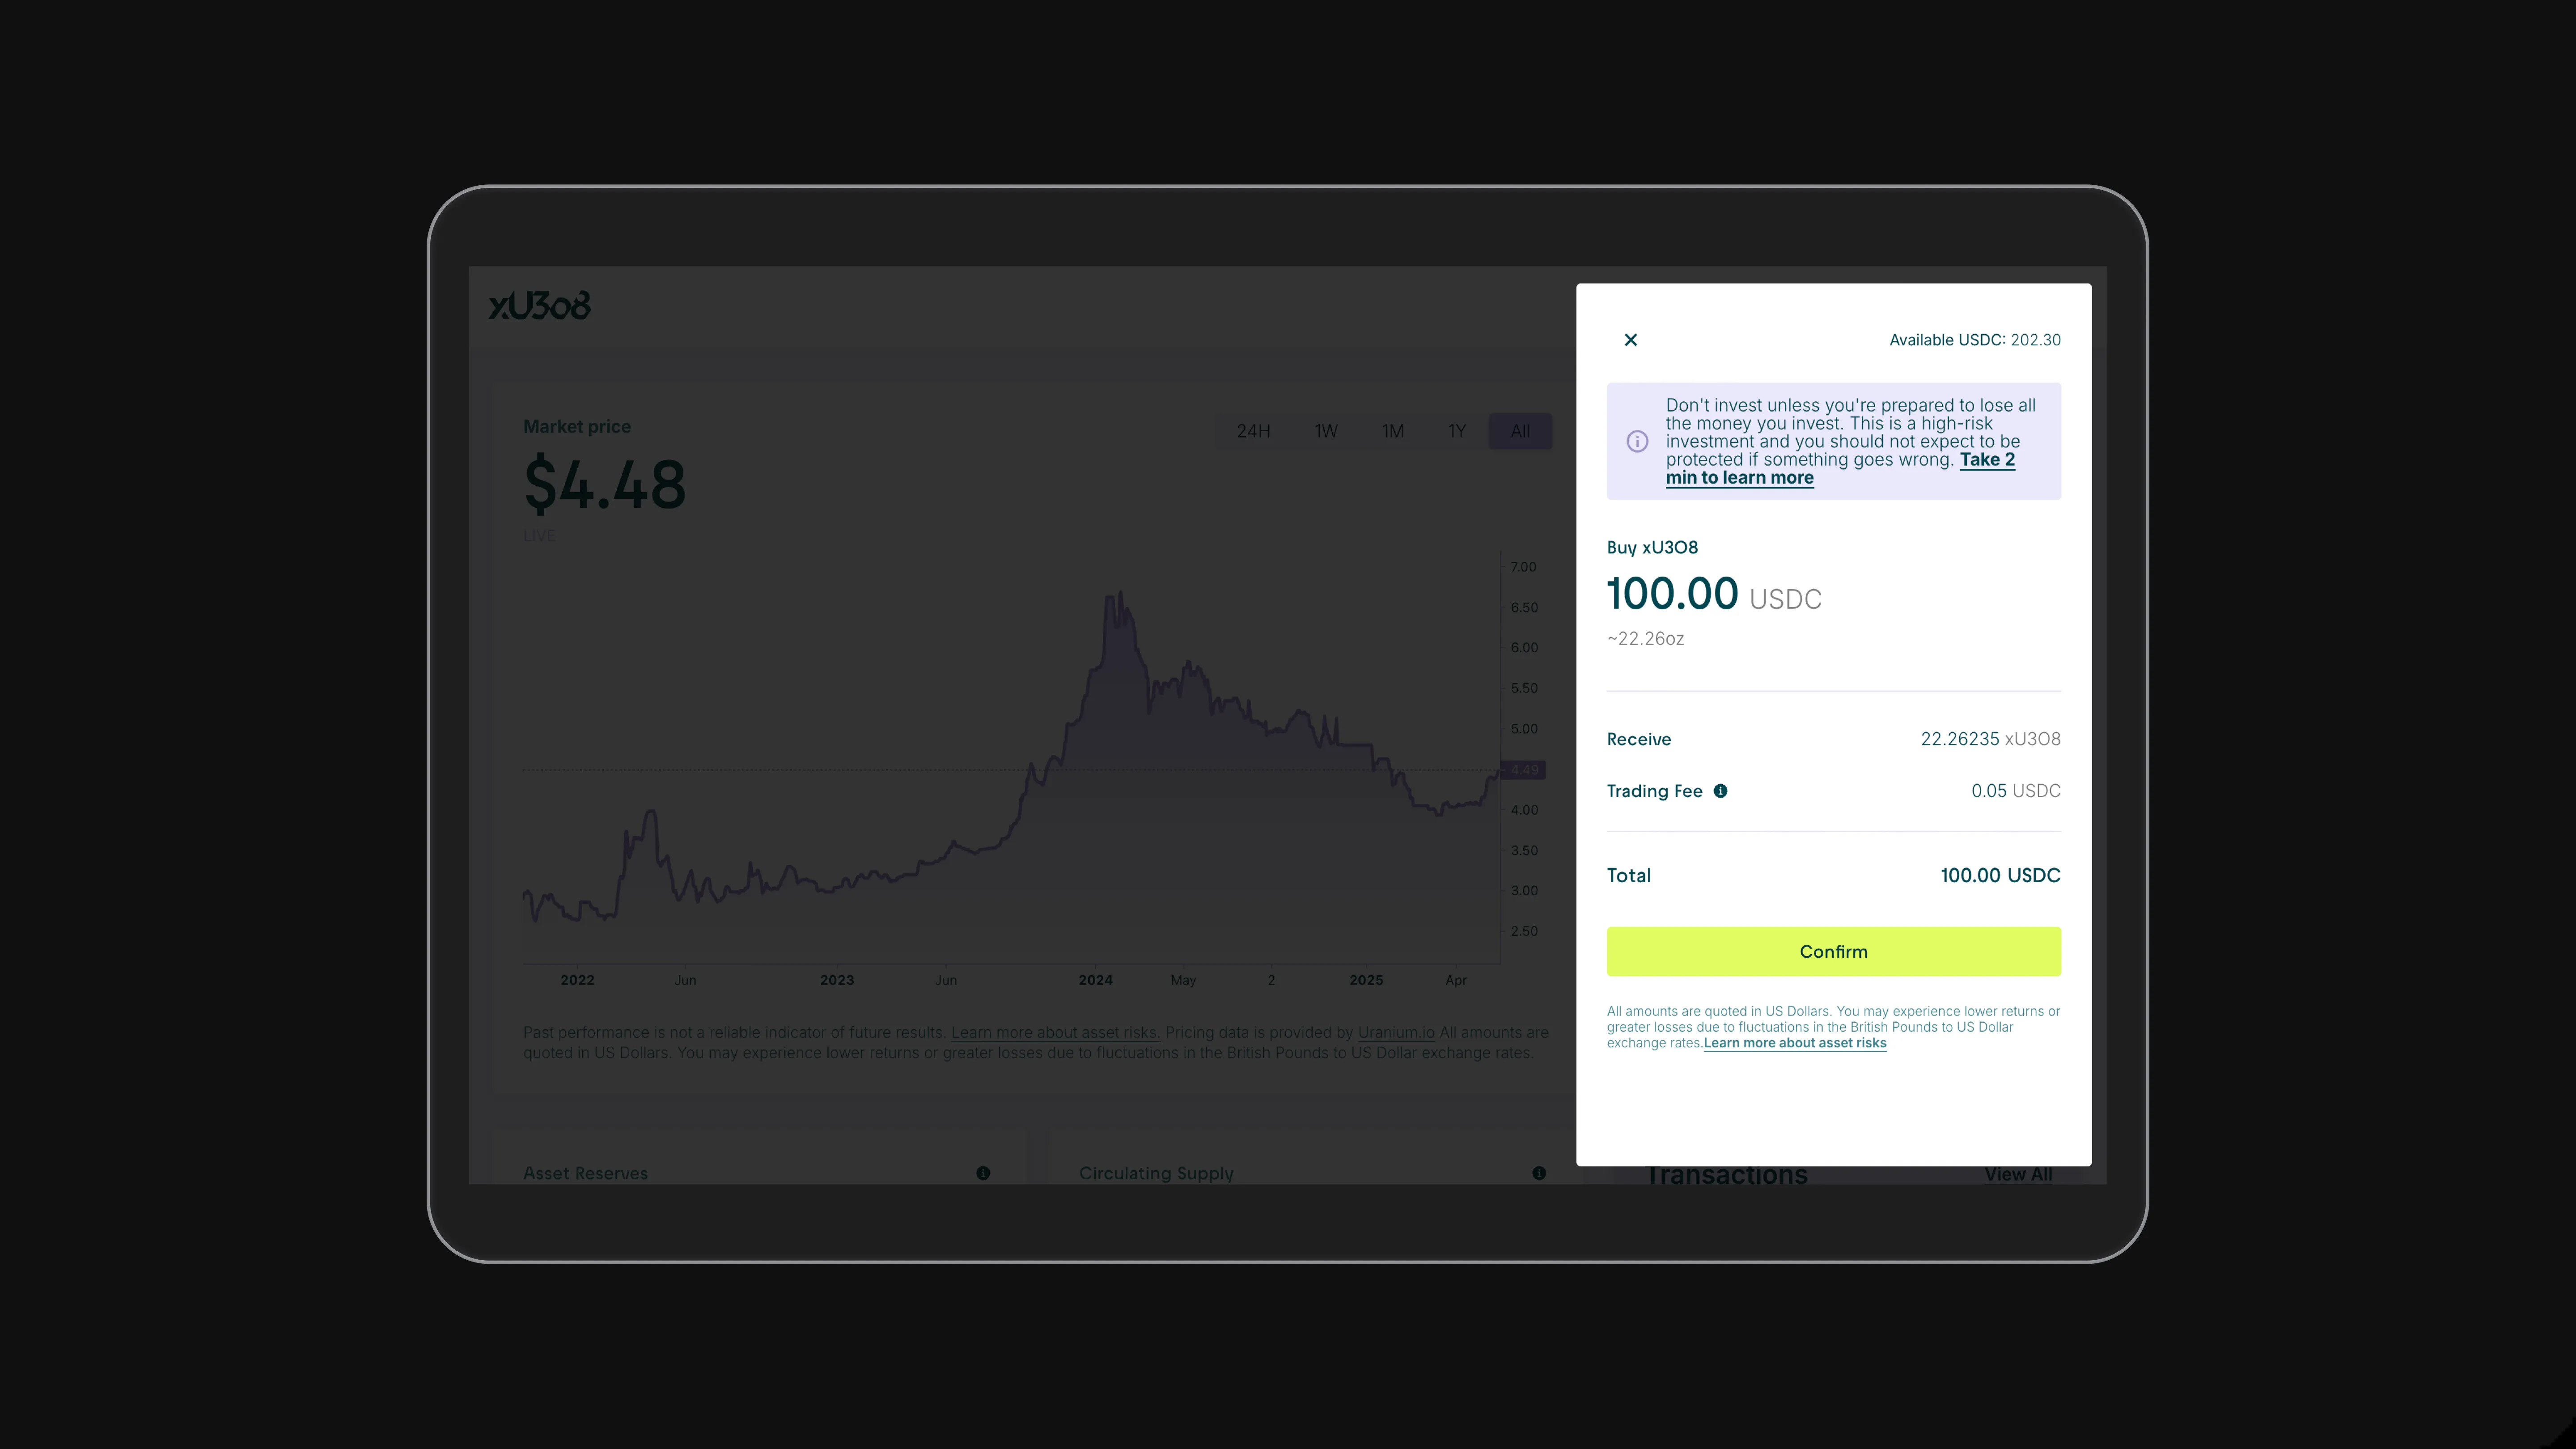 xU3o8
Market price
$4.48
LIVE
24H 1W 1M 1Y All
7.00
6.50
6.00
5.50
5.00
4.49
4.00
3.50
3.00
2.50
2022 Jun 2023 Jun 2024 May 2 2025 Apr
Past performance is not a reliable indicator of future results. Learn more about asset risks. Pricing data is provided by Uranium.io All amounts are
quoted in US Dollars. You may experience lower returns or greater losses due to fluctuations in the British Pounds to US Dollar exchange rates.
Asset Reserves
Circulating Supply
Available USDC: 202.30
Don't invest unless you're prepared to lose all
the money you invest. This is a high-risk
investment and you should not expect to be
protected if something goes wrong. Take 2
min to learn more
Buy xU3O8
100.00 USDC
~22.26oz
Receive 22.26235 xU3O8
Trading Fee 0.05 USDC
Total 100.00 USDC
Confirm
All amounts are quoted in US Dollars. You may experience lower returns or
greater losses due to fluctuations in the British Pounds to US Dollar
exchange rates.Learn more about asset risks
Transactions View All